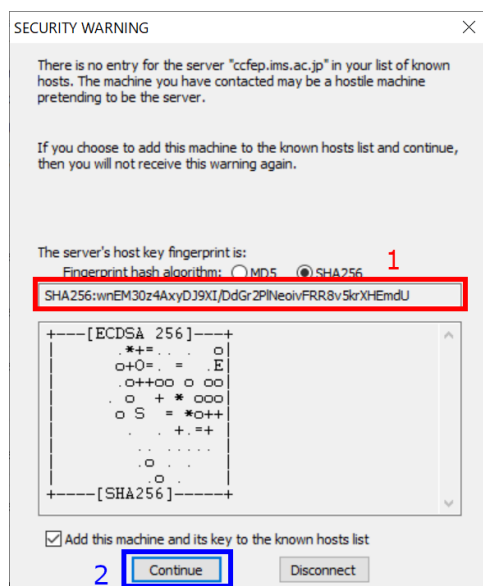 SECURITY WARNING
There is no entry for the server "ccfep.ims.ac.jp" in your list of known
hosts. The machine you have contacted may be a hostile machine
pretending to be the server.
If you choose to add this machine to the known hosts list and continue,
then you will not receive this warning again.
The server's host key fingerprint is:
1
Fingerprint hash algorithm: MD5 SHA256
SHA256:wnEM30z4AxyDJ9XI/DdGr2PlNeoivFRR8v5krXHEmdU
+---[ECDSA 256]---+
|      .*+=.. .  o|
|      o+O=. =  .E|
|      .o++oo o oo|
|     . o  + * ooo|
|      o S  = *o++|
|       .  . +.=+ |
|        .. ..... |
|        .o . .   |
|         .o .    |
+----[SHA256]-----+
Add this machine and its key to the known hosts list
2 Continue Disconnect